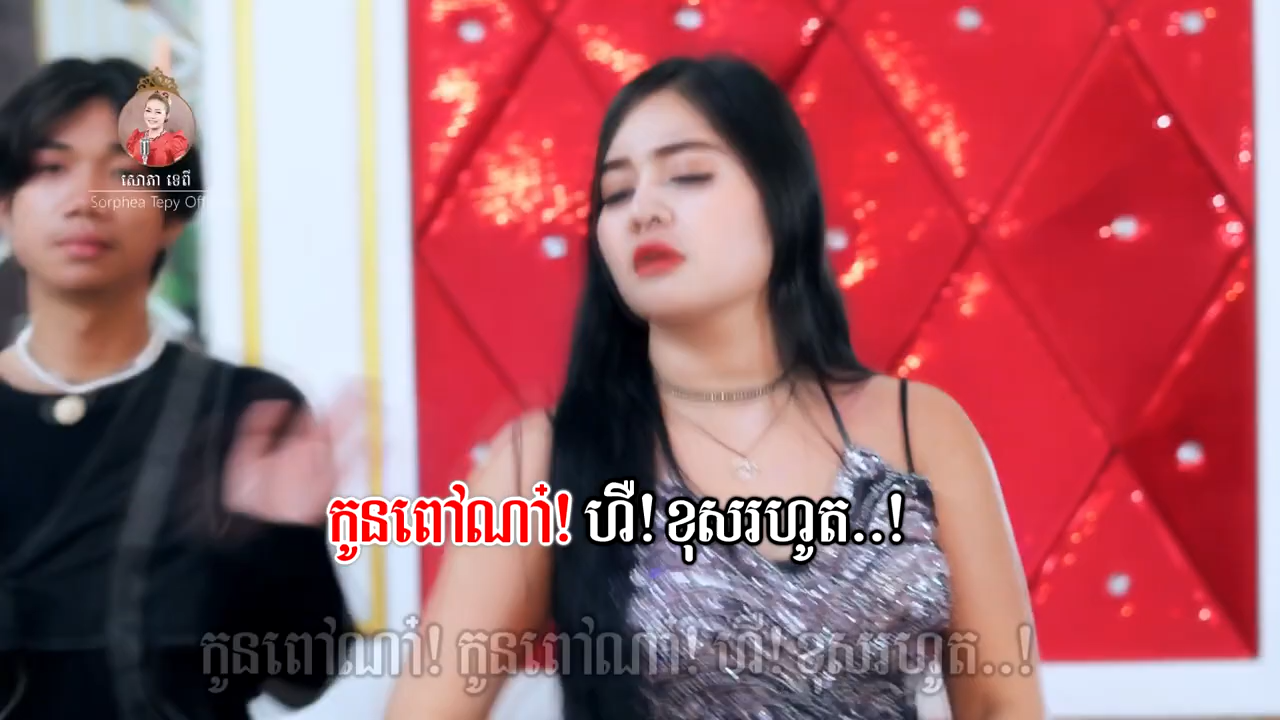 សោភា ទេពី
Sorphea Tepy Off
កូនពៅណា៎! ហឺ! ខុសរហូត..!
កូនពៅណា៎! កូនពៅណា៎! ហឺ! ខុសរហូត..!